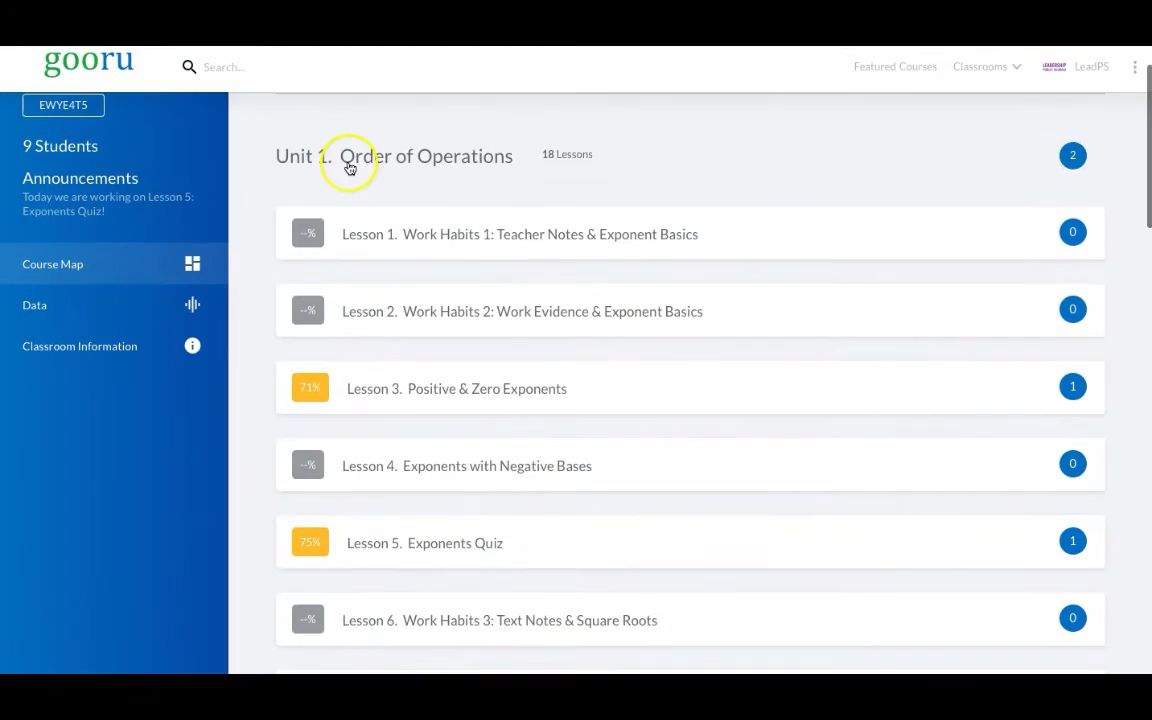 gooru
Search...
Featured Courses
Classrooms
LeadPS
EWYE4T5
9 Students
Announcements
Today we are working on Lesson 5:
Exponents Quiz!
Course Map
Data
Classroom Information
Unit 1. Order of Operations
18 Lessons
2
--%
Lesson 1. Work Habits 1: Teacher Notes & Exponent Basics
0
--%
Lesson 2. Work Habits 2: Work Evidence & Exponent Basics
0
71%
Lesson 3. Positive & Zero Exponents
1
--%
Lesson 4. Exponents with Negative Bases
0
75%
Lesson 5. Exponents Quiz
1
--%
Lesson 6. Work Habits 3: Text Notes & Square Roots
0